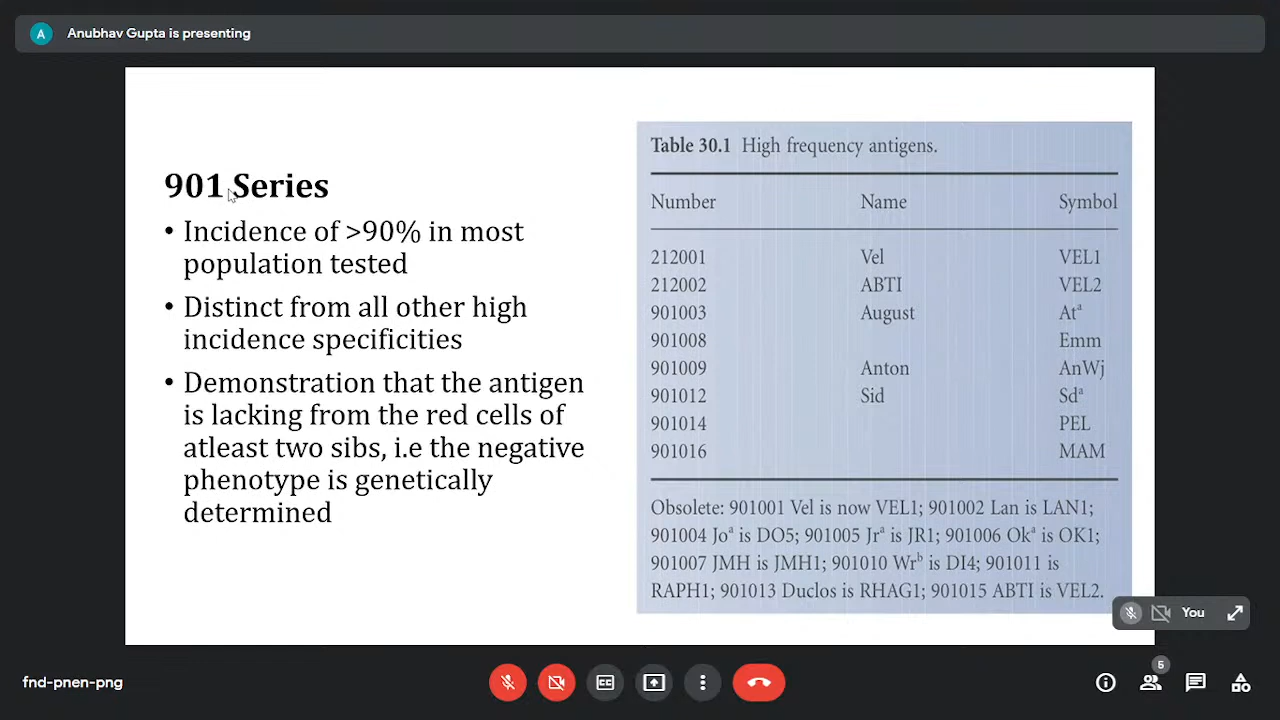 A
Anubhav Gupta is presenting
901 Series
• Incidence of >90% in most
population tested
• Distinct from all other high
incidence specificities
• Demonstration that the antigen
is lacking from the red cells of
atleast two sibs, i.e the negative
phenotype is genetically
determined
Table 30.1 High frequency antigens.
Number Name Symbol
212001 Vel VEL1
212002 ABTI VEL2
901003 August Atᵃ
901008 Emm
901009 Anton AnWj
901012 Sid Sdᵃ
901014 PEL
901016 MAM
Obsolete: 901001 Vel is now VEL1; 901002 Lan is LAN1;
901004 Joᵃ is DO5; 901005 Jrᵃ is JR1; 901006 Okᵃ is OK1;
901007 JMH is JMH1; 901010 Wrᵇ is DI4; 901011 is
RAPH1; 901013 Duclos is RHAG1; 901015 ABTI is VEL2.
You
fnd-pnen-png
CC
5